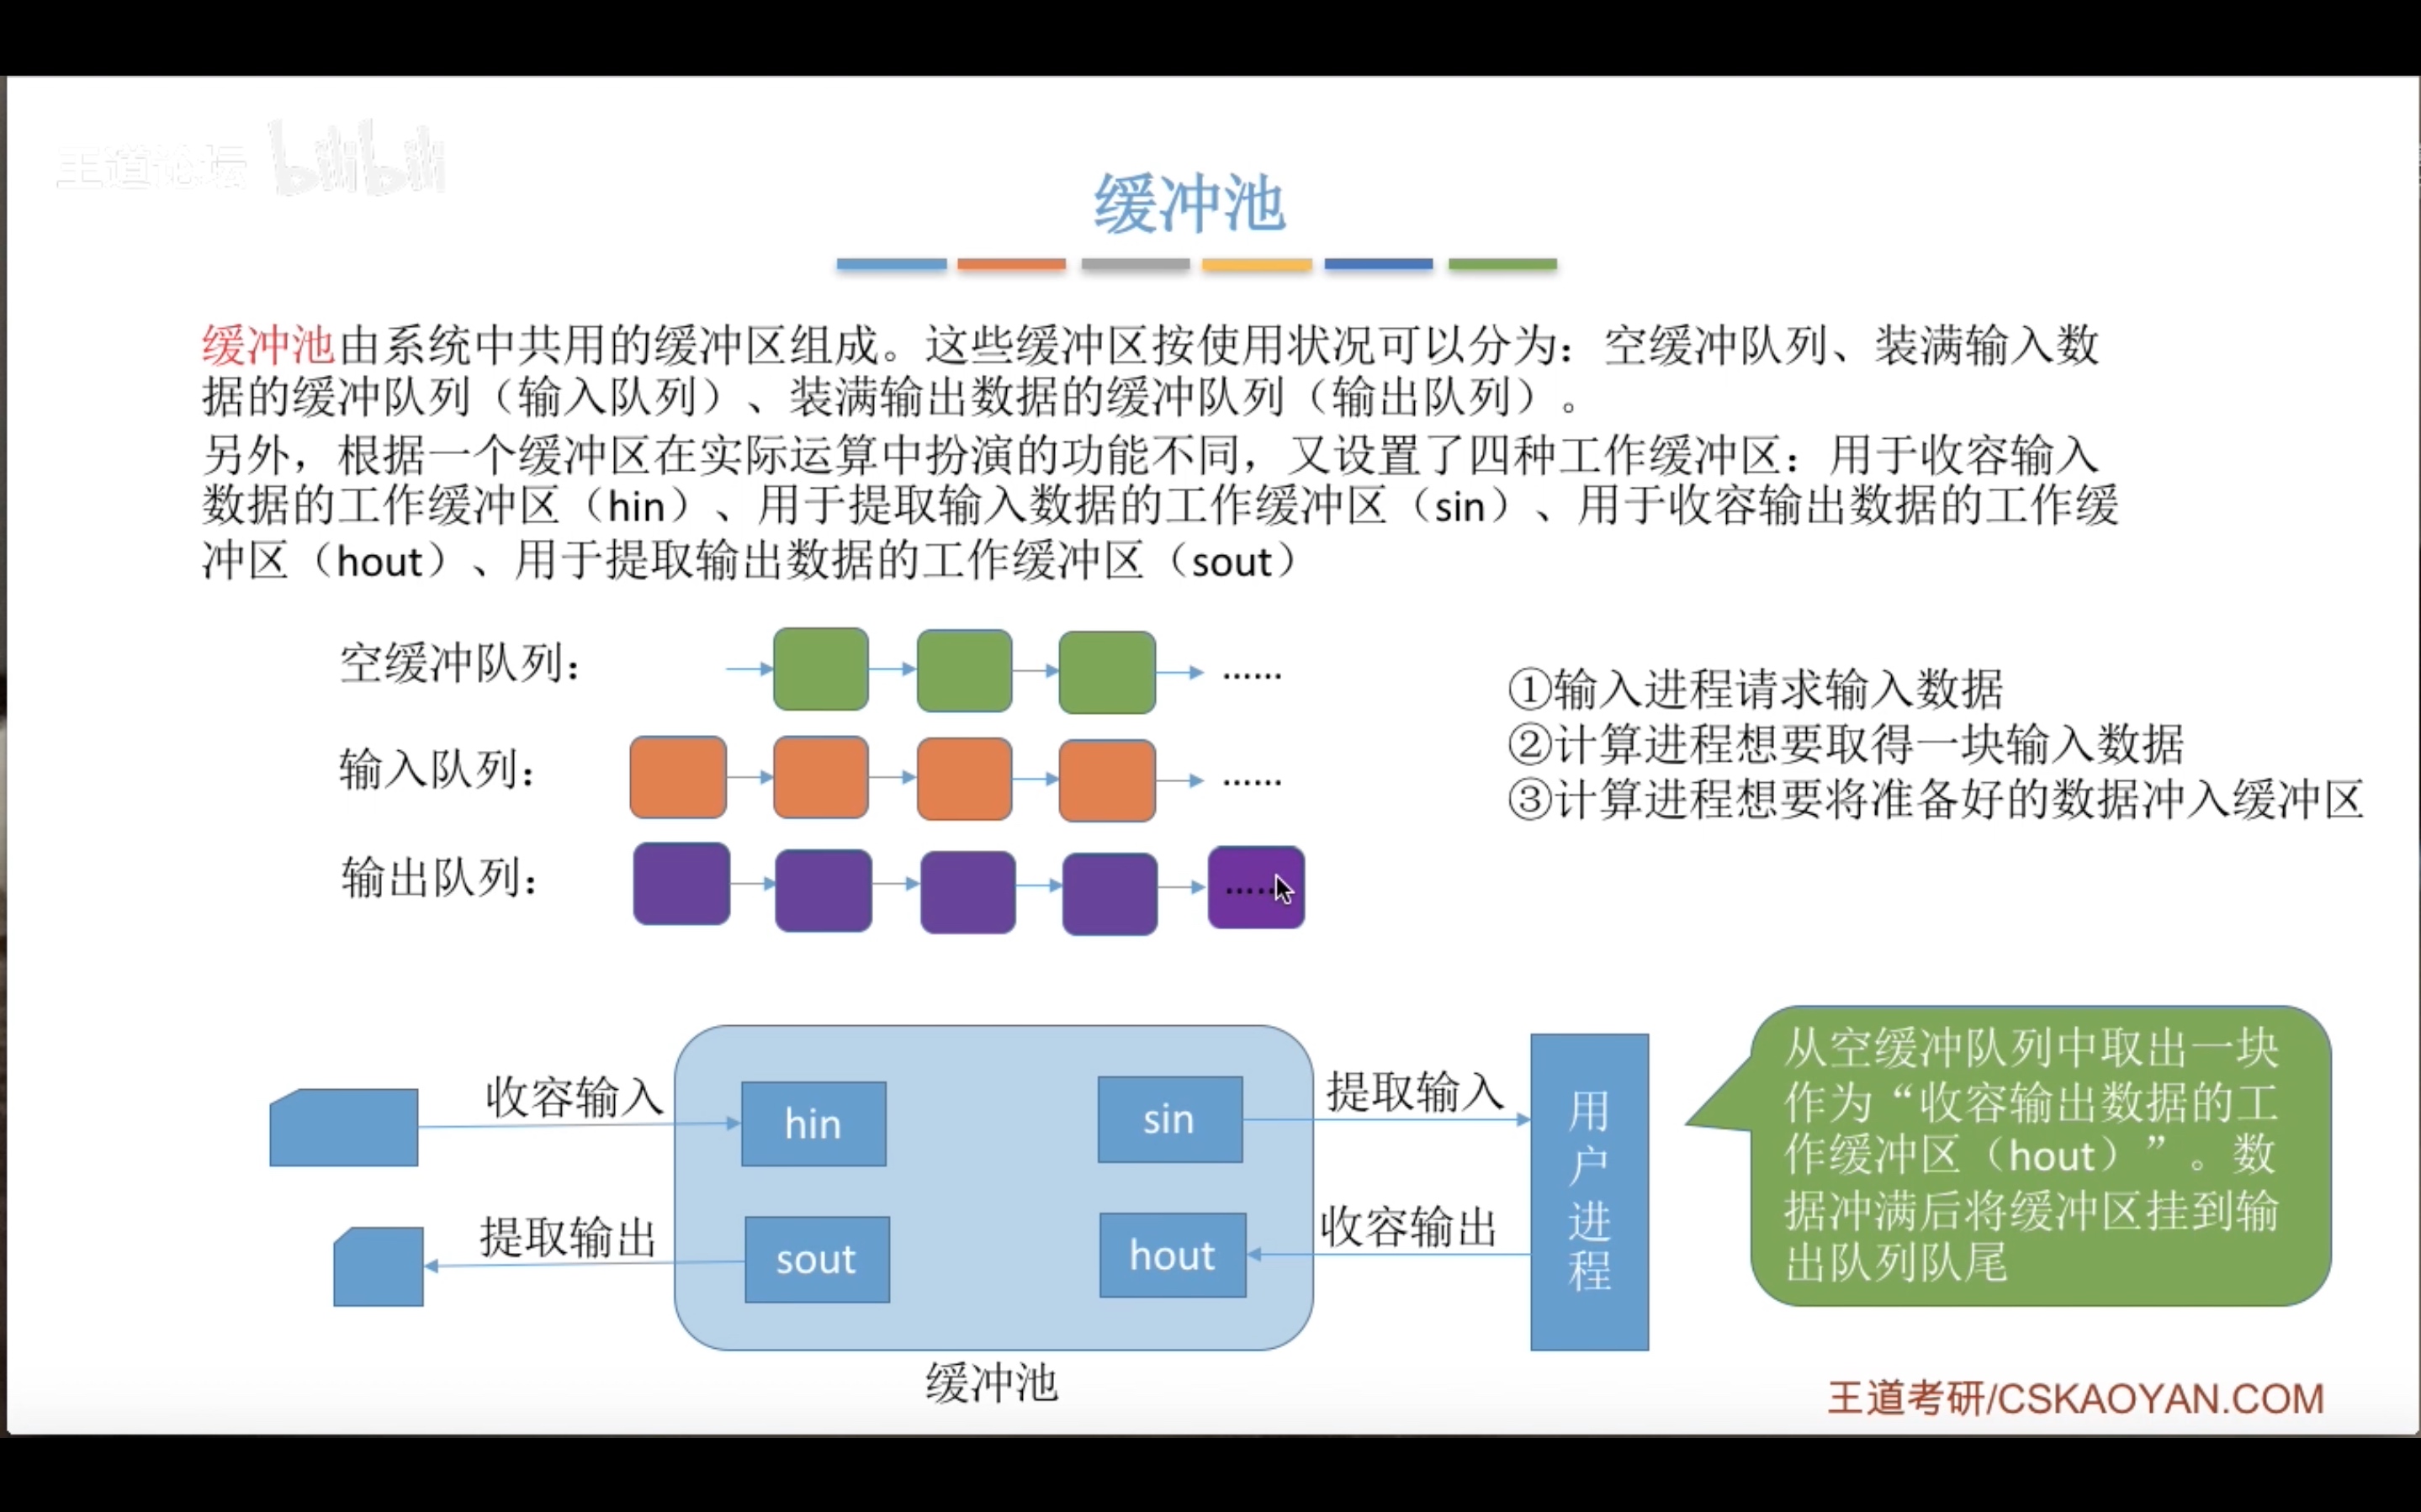 王道论坛 bilibili
缓冲池
缓冲池由系统中共用的缓冲区组成。这些缓冲区按使用状况可以分为：空缓冲队列、装满输入数
据的缓冲队列（输入队列）、装满输出数据的缓冲队列（输出队列）。
另外，根据一个缓冲区在实际运算中扮演的功能不同，又设置了四种工作缓冲区：用于收容输入
数据的工作缓冲区（hin）、用于提取输入数据的工作缓冲区（sin）、用于收容输出数据的工作缓
冲区（hout）、用于提取输出数据的工作缓冲区（sout）
空缓冲队列：
......
输入队列：
......
输出队列：
......
①输入进程请求输入数据
②计算进程想要取得一块输入数据
③计算进程想要将准备好的数据冲入缓冲区
收容输入
hin
sin
提取输入
提取输出
sout
hout
收容输出
用
户
进
程
缓冲池
从空缓冲队列中取出一块
作为“收容输出数据的工
作缓冲区（hout）”。数
据冲满后将缓冲区挂到输
出队列队尾
王道考研/CSKAOYAN.COM